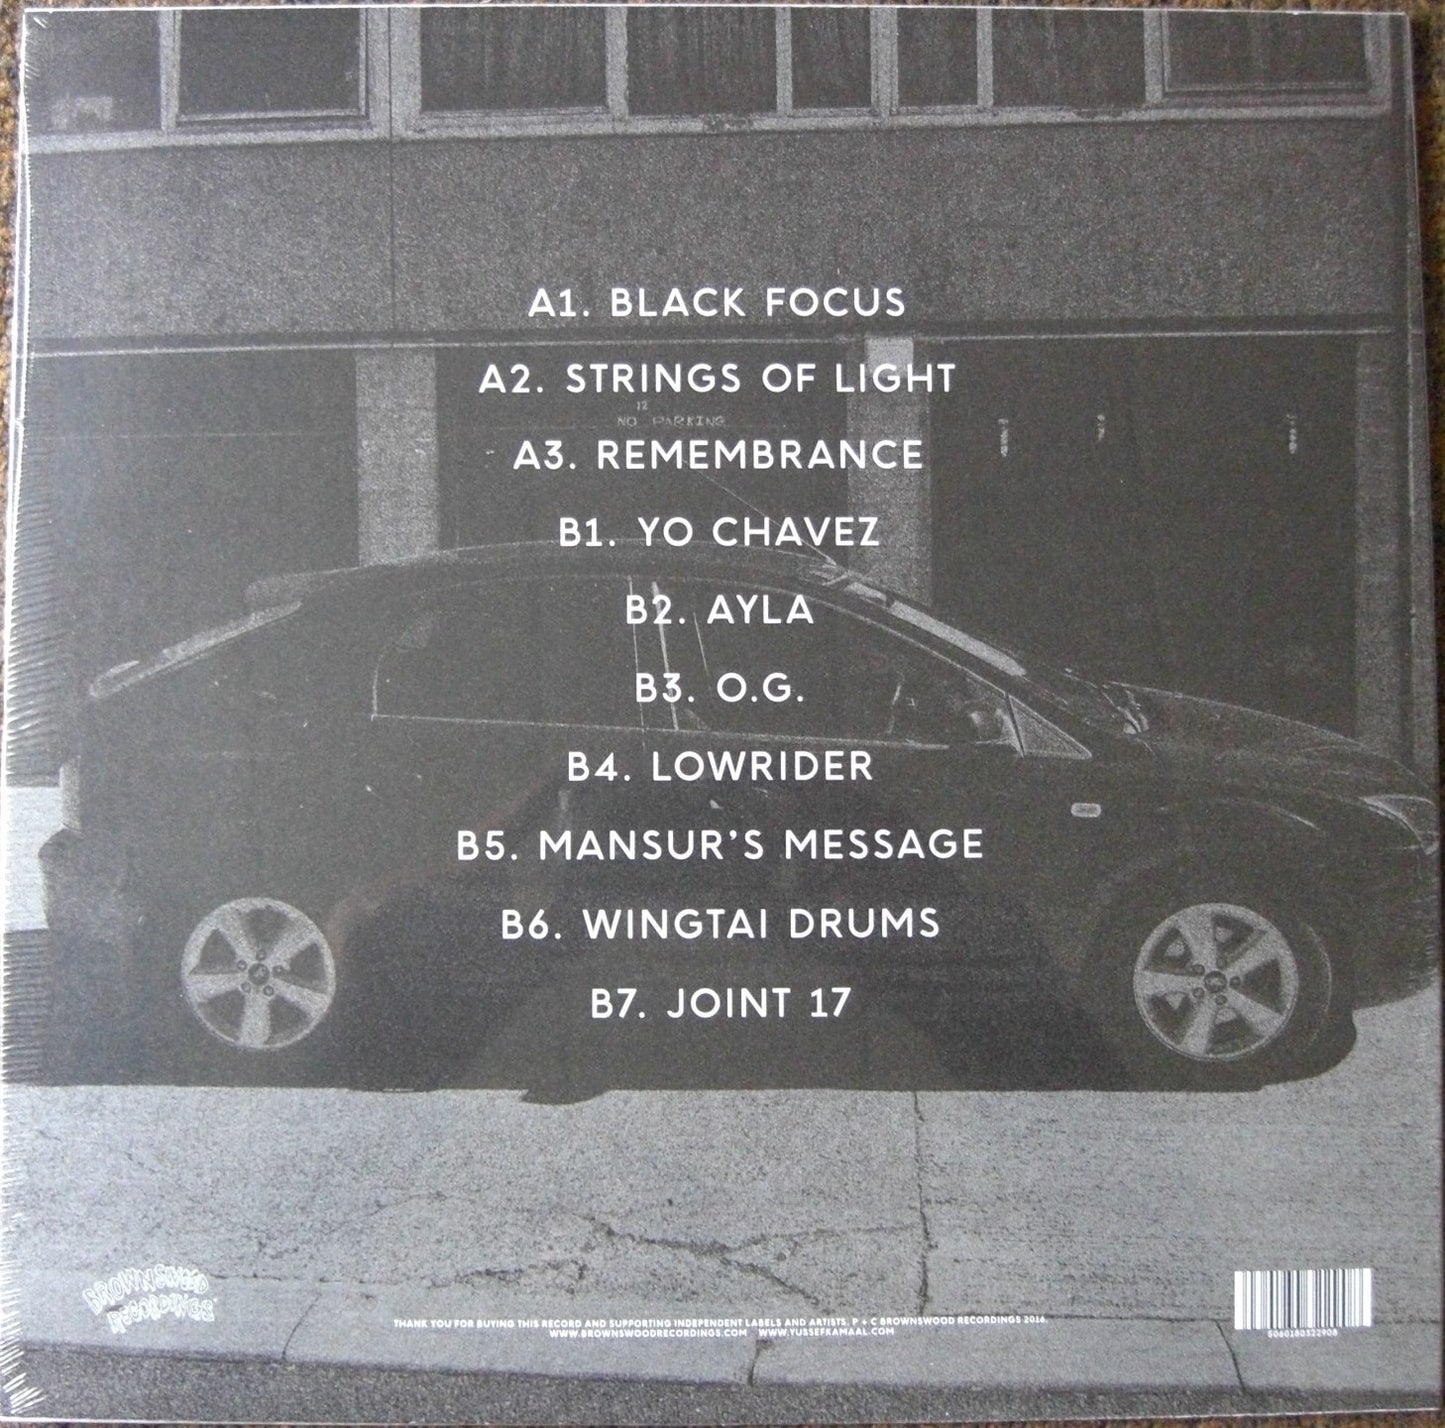 A1. BLACK FOCUS
A2. STRINGS OF LIGHT
12
NO PARKING
A3. REMEMBRANCE
B1. YO CHAVEZ
B2. AYLA
B3. O.G.
B4. LOWRIDER
B5. MANSUR'S MESSAGE
B6. WINGTAI DRUMS
B7. JOINT 17
BROWNSWOOD
RECORDINGS
THANK YOU FOR BUYING THIS RECORD AND SUPPORTING INDEPENDENT LABELS AND ARTISTS. P + C BROWNSWOOD RECORDINGS 2016.
WWW.BROWNSWOODRECORDINGS.COM WWW.YUSSEFKAMAAL.COM
5060180322908